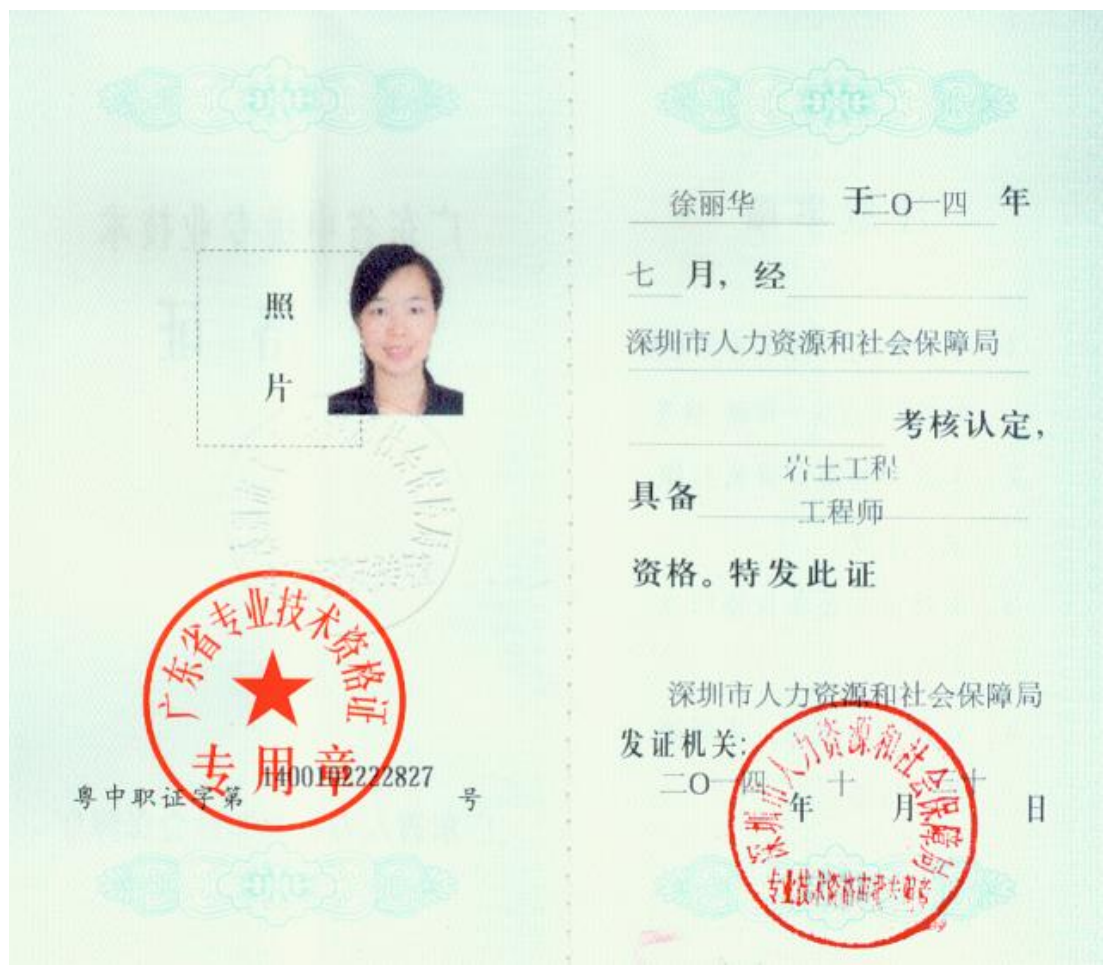 照
片
广东省专业技术资格证
专用章
粤中职证字第 1400102222827 号
徐丽华 于二O一四 年
七 月，经
深圳市人力资源和社会保障局
考核认定，
具备 岩土工程
工程师
资格。特发此证
深圳市人力资源和社会保障局
发证机关：
二O一四 年 十 月 二十 日
深圳市人力资源和社会保障局